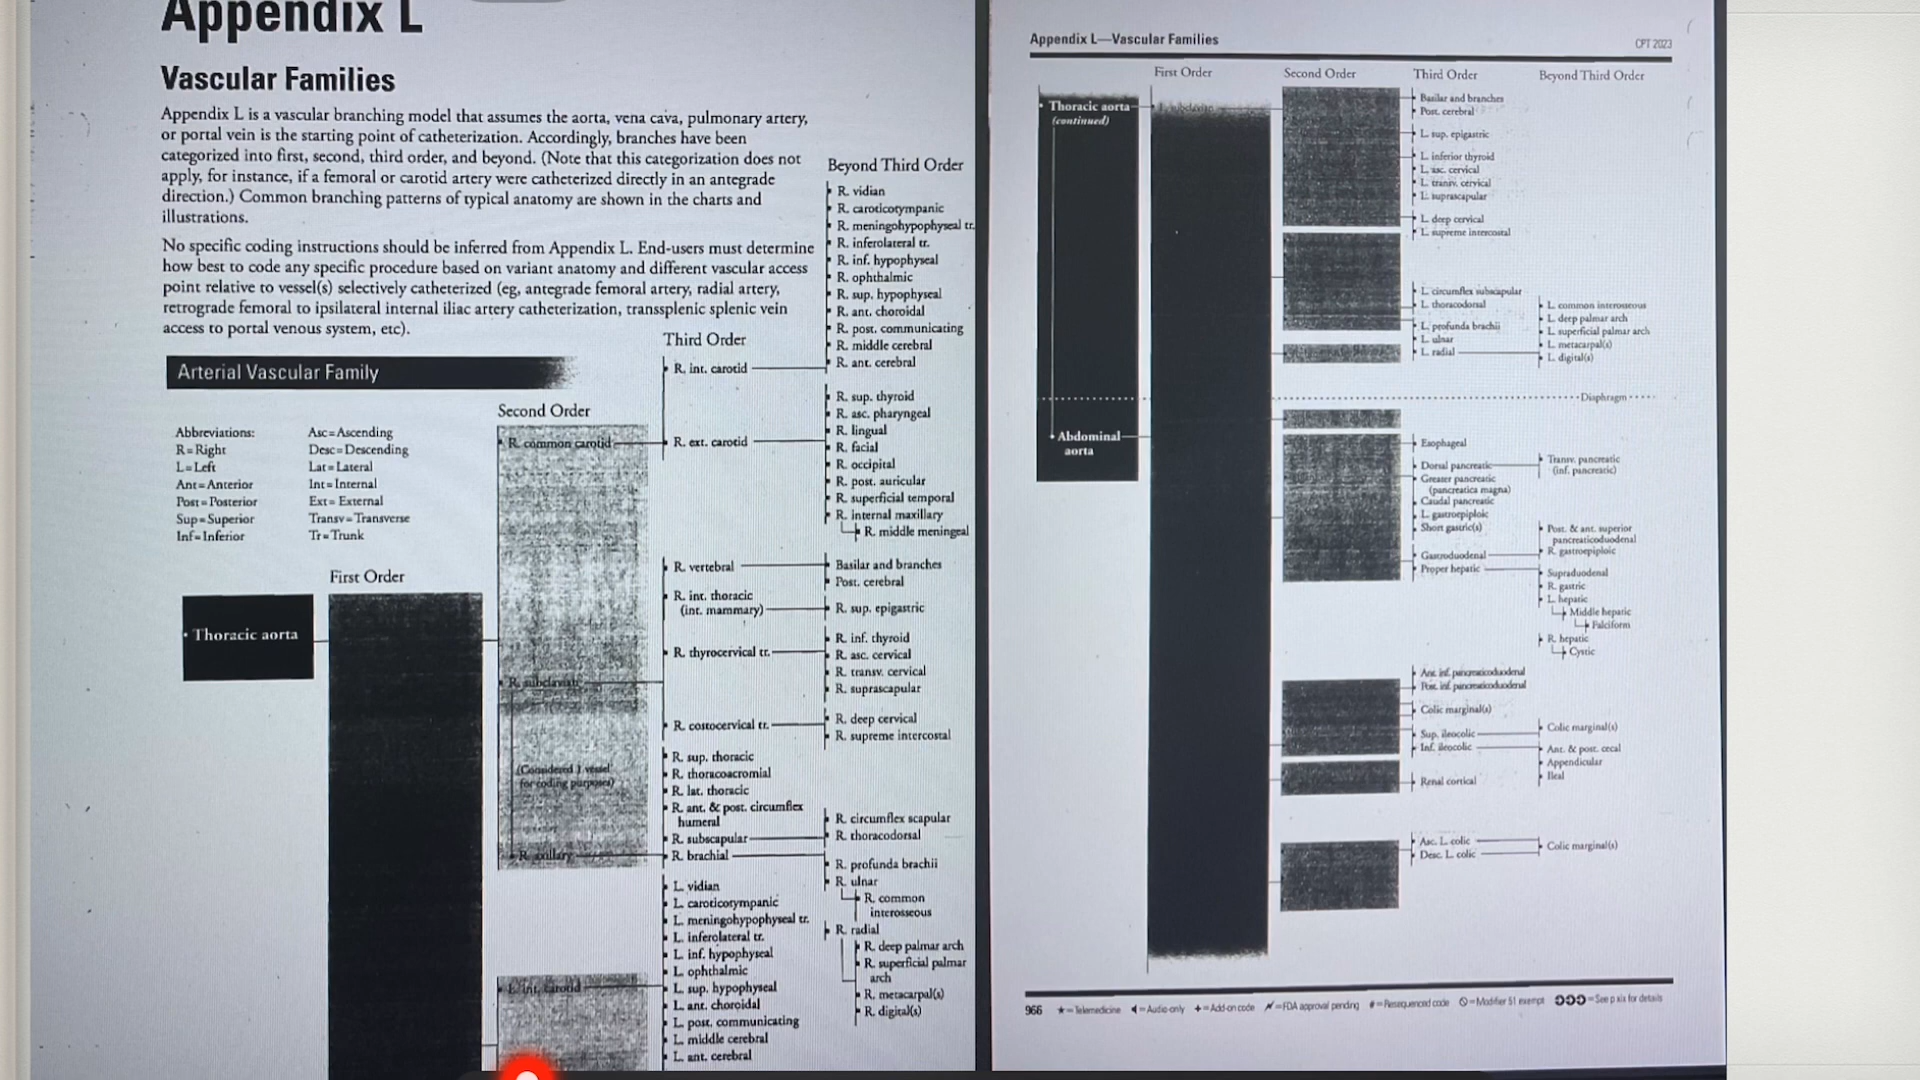 Appendix L
Vascular Families
Appendix L is a vascular branching model that assumes the aorta, vena cava, pulmonary artery,
or portal vein is the starting point of catheterization. Accordingly, branches have been
categorized into first, second, third order, and beyond. (Note that this categorization does not
apply, for instance, if a femoral or carotid artery were catheterized directly in an antegrade
direction.) Common branching patterns of typical anatomy are shown in the charts and
illustrations.
No specific coding instructions should be inferred from Appendix L. End-users must determine
how best to code any specific procedure based on variant anatomy and different vascular access
point relative to vessel(s) selectively catheterized (eg, antegrade femoral artery, radial artery,
retrograde femoral to ipsilateral internal iliac artery catheterization, transsplenic splenic vein
access to portal venous system, etc).
Arterial Vascular Family
Abbreviations:
R=Right
L=Left
Ant=Anterior
Post=Posterior
Sup=Superior
Inf=Inferior
Asc=Ascending
Desc=Descending
Lat=Lateral
Int=Internal
Ext=External
Transv=Transverse
Tr=Trunk
First Order
Thoracic aorta
Second Order
R. common carotid
R. subclavian
(Considered 1 vessel
for coding purposes)
R. axillary
L. int. carotid
Third Order
R. int. carotid
R. ext. carotid
R. vertebral
R. int. thoracic
(int. mammary)
R. thyrocervical tr.
R. costocervical tr.
R. sup. thoracic
R. thoracoacromial
R. lat. thoracic
R. ant. & post. circumflex
humeral
R. subscapular
R. brachial
L. vidian
L. caroticotympanic
L. meningohypophyseal tr.
L. inferolateral tr.
L. inf. hypophyseal
L. ophthalmic
L. sup. hypophyseal
L. ant. choroidal
L. post. communicating
L. middle cerebral
L. ant. cerebral
Beyond Third Order
R. vidian
R. caroticotympanic
R. meningohypophyseal tr.
R. inferolateral tr.
R. inf. hypophyseal
R. ophthalmic
R. sup. hypophyseal
R. ant. choroidal
R. post. communicating
R. middle cerebral
R. ant. cerebral
R. sup. thyroid
R. asc. pharyngeal
R. lingual
R. facial
R. occipital
R. post. auricular
R. superficial temporal
R. internal maxillary
R. middle meningeal
Basilar and branches
Post. cerebral
R. sup. epigastric
R. inf. thyroid
R. asc. cervical
R. transv. cervical
R. suprascapular
R. deep cervical
R. supreme intercostal
R. circumflex scapular
R. thoracodorsal
R. profunda brachii
R. ulnar
R. common
interosseous
R. radial
R. deep palmar arch
R. superficial palmar
arch
R. metacarpal(s)
R. digital(s)
Appendix L—Vascular Families
CPT 2023
First Order
Second Order
Third Order
Beyond Third Order
Thoracic aorta
(continued)
L. subclavian
Abdominal
aorta
Basilar and branches
Post. cerebral
L. sup. epigastric
L. inferior thyroid
L. asc. cervical
L. transv. cervical
L. suprascapular
L. deep cervical
L. supreme intercostal
L. circumflex subscapular
L. thoracodorsal
L. profunda brachii
L. ulnar
L. radial
L. common interosseous
L. deep palmar arch
L. superficial palmar arch
L. metacarpal(s)
L. digital(s)
Diaphragm
Esophageal
Dorsal pancreatic
Greater pancreatic
(pancreatica magna)
Caudal pancreatic
L. gastroepiploic
Short gastric(s)
Gastroduodenal
Proper hepatic
Transv. pancreatic
(inf. pancreatic)
Post. & ant. superior
pancreaticoduodenal
R. gastroepiploic
Supraduodenal
R. gastric
L. hepatic
Middle hepatic
Falciform
R. hepatic
Cystic
Ant. inf. pancreaticoduodenal
Post. inf. pancreaticoduodenal
Colic marginal(s)
Sup. ileocolic
Inf. ileocolic
Colic marginal(s)
Ant. & post. cecal
Appendicular
Ileal
Renal cortical
Asc. L. colic
Desc. L. colic
Colic marginal(s)
966 ★=Telemedicine ◀=Audio-only +=Add-on code ⚡=FDA approval pending #=Resequenced code ⊘=Modifier 51 exempt =See p xix for details